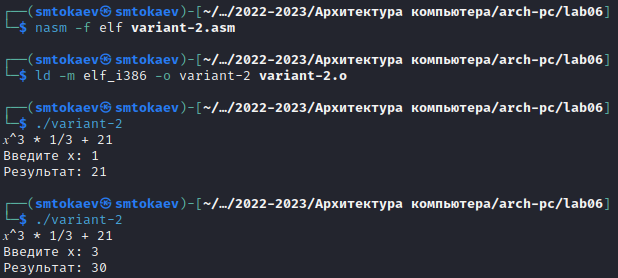 ┌──(smtokaev㉿smtokaev)-[~/…/2022-2023/Архитектура компьютера/arch-pc/lab06]
└─$ nasm -f elf variant-2.asm
┌──(smtokaev㉿smtokaev)-[~/…/2022-2023/Архитектура компьютера/arch-pc/lab06]
└─$ ld -m elf_i386 -o variant-2 variant-2.o
┌──(smtokaev㉿smtokaev)-[~/…/2022-2023/Архитектура компьютера/arch-pc/lab06]
└─$ ./variant-2
𝑥^3 * 1/3 + 21
Введите x: 1
Результат: 21
┌──(smtokaev㉿smtokaev)-[~/…/2022-2023/Архитектура компьютера/arch-pc/lab06]
└─$ ./variant-2
𝑥^3 * 1/3 + 21
Введите x: 3
Результат: 30